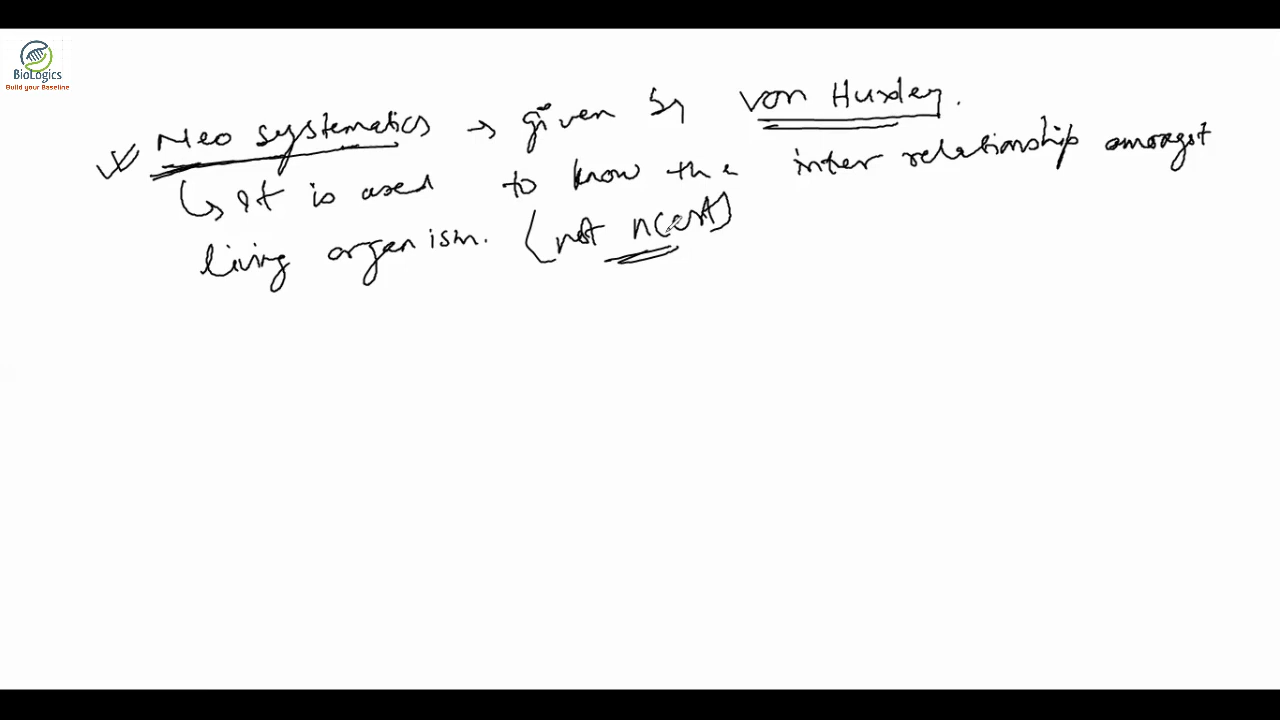 BioLogics
Build your Baseline
Neo systematics → given by von Huxley.
↳ It is used to know the inter relationship amongst
living organism. (not ncert)